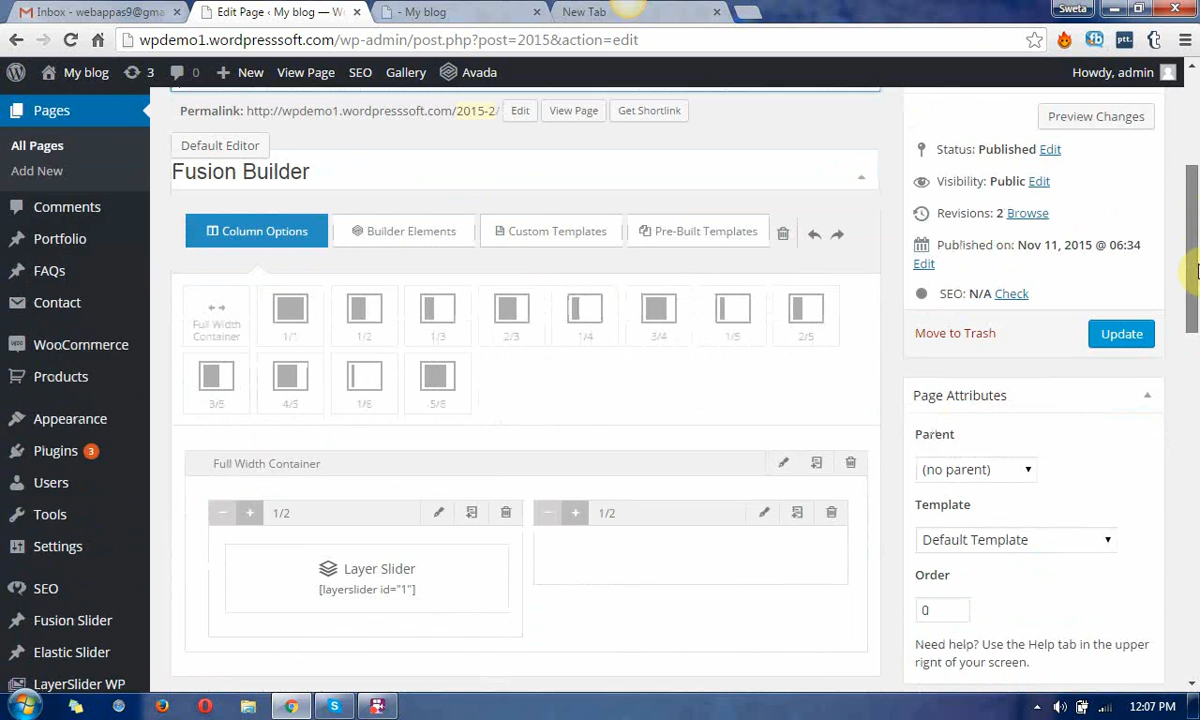 Inbox - webappas9@gma
Edit Page ‹ My blog — W
- My blog
New Tab
Sweta
wpdemo1.wordpresssoft.com/wp-admin/post.php?post=2015&action=edit
My blog
3
0
New
View Page
SEO
Gallery
Avada
Howdy, admin
Pages
All Pages
Add New
Comments
Portfolio
FAQs
Contact
WooCommerce
Products
Appearance
Plugins 3
Users
Tools
Settings
SEO
Fusion Slider
Elastic Slider
LayerSlider WP
Permalink: http://wpdemo1.wordpresssoft.com/2015-2/
Edit
View Page
Get Shortlink
Default Editor
Fusion Builder
Column Options
Builder Elements
Custom Templates
Pre-Built Templates
Full Width
Container
1/1
1/2
1/3
2/3
1/4
3/4
1/5
2/5
3/5
4/5
1/6
5/6
Full Width Container
1/2
Layer Slider
[layerslider id="1"]
1/2
Preview Changes
Status: Published Edit
Visibility: Public Edit
Revisions: 2 Browse
Published on: Nov 11, 2015 @ 06:34
Edit
SEO: N/A Check
Move to Trash
Update
Page Attributes
Parent
(no parent)
Template
Default Template
Order
0
Need help? Use the Help tab in the upper
right of your screen.
12:07 PM